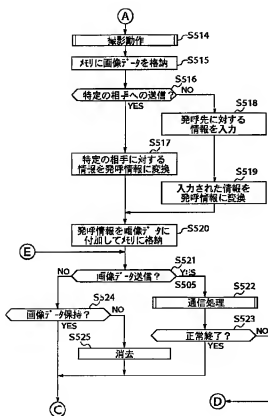 A
撮影動作 S514
メモリに画像データを格納 S515
特定の相手への送信? S516
NO
YES
S518
発呼先に対する
情報を入力
S517
特定の相手に対する
情報を発呼情報に変換
S519
入力された情報を
発呼情報に変換
発呼情報を画像データに
付加してメモリに格納 S520
E
S521
NO 画像データ送信? YES
S505 S522
通信処理
S524
画像データ保持? NO
YES
S523
正常終了? NO
YES
S525
消去
C
D